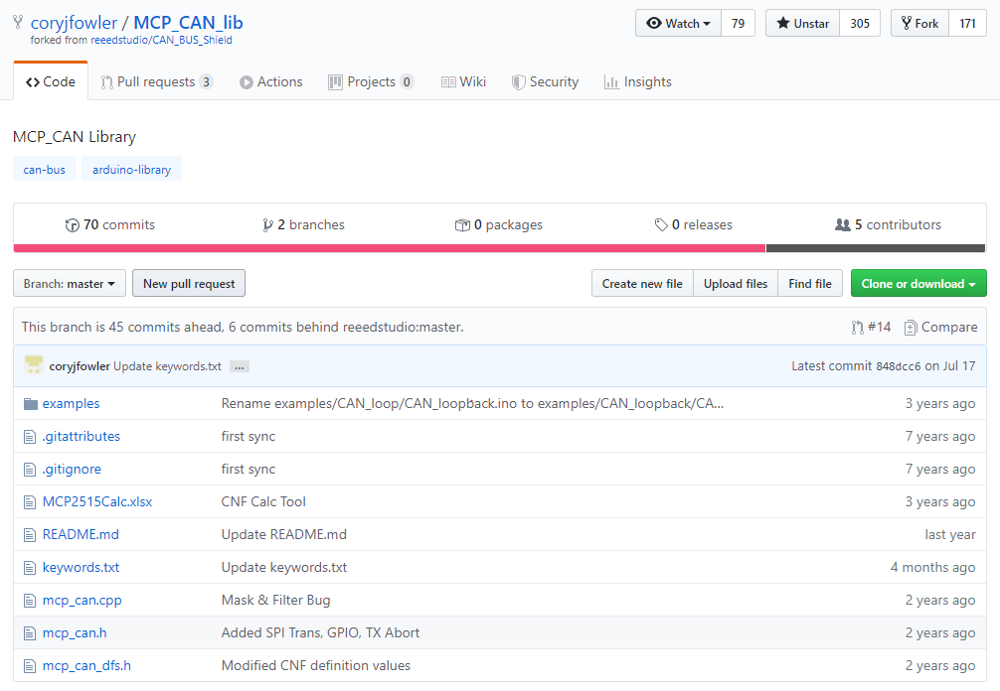 coryjfowler / MCP_CAN_lib
forked from reeedstudio/CAN_BUS_Shield
Watch 79 Unstar 305 Fork 171
Code Pull requests 3 Actions Projects 0 Wiki Security Insights
MCP_CAN Library
can-bus arduino-library
70 commits 2 branches 0 packages 0 releases 5 contributors
Branch: master New pull request Create new file Upload files Find file Clone or download
This branch is 45 commits ahead, 6 commits behind reeedstudio:master. #14 Compare
coryjfowler Update keywords.txt ... Latest commit 848dcc6 on Jul 17
examples Rename examples/CAN_loop/CAN_loopback.ino to examples/CAN_loopback/CA... 3 years ago
.gitattributes first sync 7 years ago
.gitignore first sync 7 years ago
MCP2515Calc.xlsx CNF Calc Tool 3 years ago
README.md Update README.md last year
keywords.txt Update keywords.txt 4 months ago
mcp_can.cpp Mask & Filter Bug 2 years ago
mcp_can.h Added SPI Trans, GPIO, TX Abort 2 years ago
mcp_can_dfs.h Modified CNF definition values 2 years ago